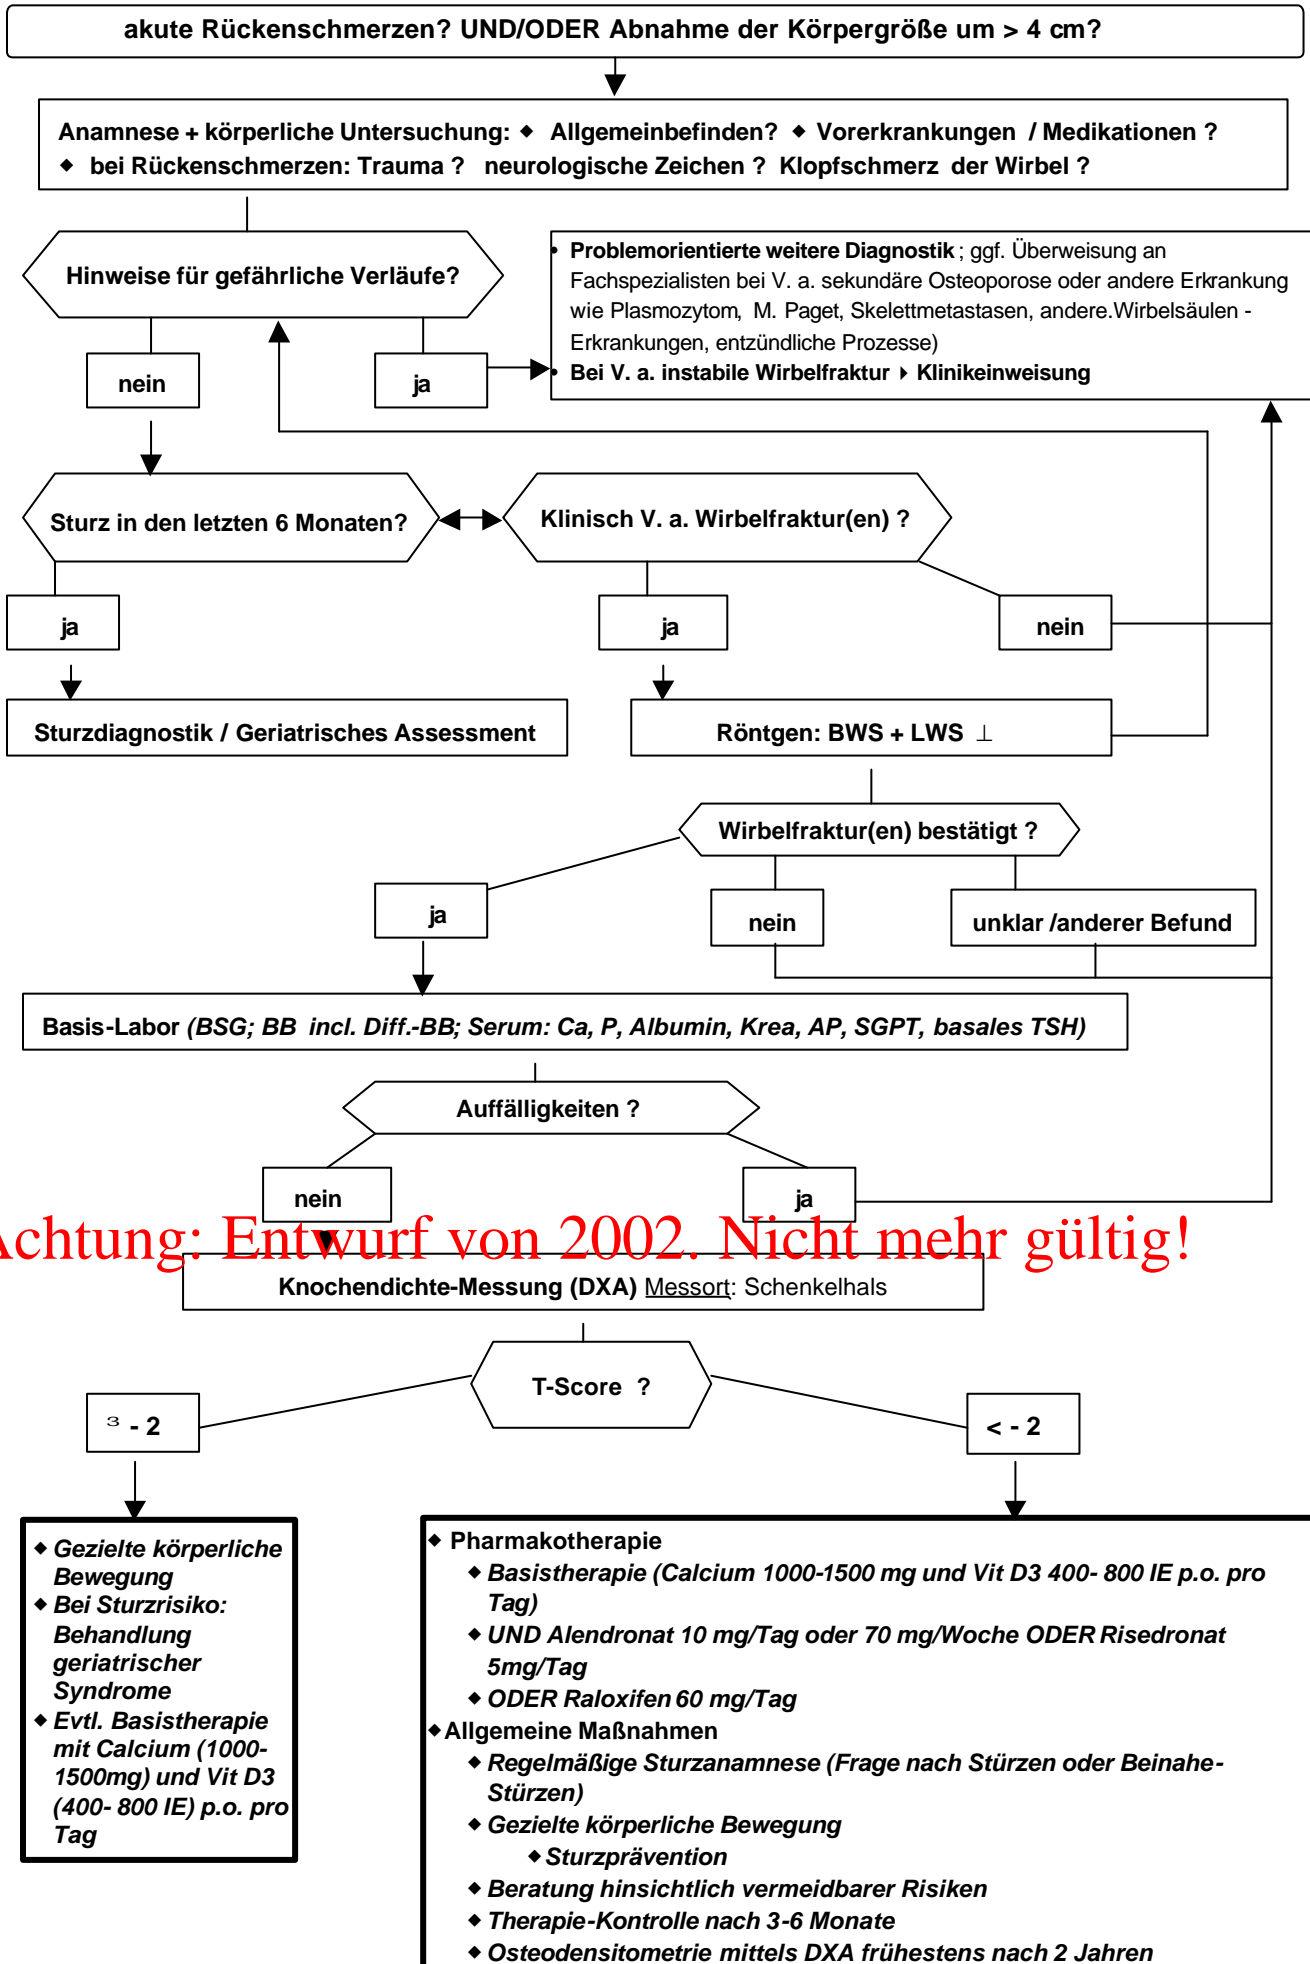 akute Rückenschmerzen? UND/ODER Abnahme der Körpergröße um > 4 cm?
Anamnese + körperliche Untersuchung: ◆ Allgemeinbefinden? ◆ Vorerkrankungen / Medikationen ?
◆ bei Rückenschmerzen: Trauma ? neurologische Zeichen ? Klopfschmerz der Wirbel ?
Hinweise für gefährliche Verläufe?
• Problemorientierte weitere Diagnostik ; ggf. Überweisung an
Fachspezialisten bei V. a. sekundäre Osteoporose oder andere Erkrankung
wie Plasmozytom, M. Paget, Skelettmetastasen, andere.Wirbelsäulen -
Erkrankungen, entzündliche Prozesse)
• Bei V. a. instabile Wirbelfraktur ▸ Klinikeinweisung
nein
ja
Sturz in den letzten 6 Monaten?
Klinisch V. a. Wirbelfraktur(en) ?
ja
ja
nein
Sturzdiagnostik / Geriatrisches Assessment
Röntgen: BWS + LWS ⊥
Wirbelfraktur(en) bestätigt ?
ja
nein
unklar /anderer Befund
Basis-Labor (BSG; BB incl. Diff.-BB; Serum: Ca, P, Albumin, Krea, AP, SGPT, basales TSH)
Auffälligkeiten ?
nein
ja
Achtung: Entwurf von 2002. Nicht mehr gültig!
Knochendichte-Messung (DXA) Messort: Schenkelhals
T-Score ?
³ - 2
< - 2
◆ Gezielte körperliche
Bewegung
◆ Bei Sturzrisiko:
Behandlung
geriatrischer
Syndrome
◆ Evtl. Basistherapie
mit Calcium (1000-
1500mg) und Vit D3
(400- 800 IE) p.o. pro
Tag
◆ Pharmakotherapie
◆ Basistherapie (Calcium 1000-1500 mg und Vit D3 400- 800 IE p.o. pro
Tag)
◆ UND Alendronat 10 mg/Tag oder 70 mg/Woche ODER Risedronat
5mg/Tag
◆ ODER Raloxifen 60 mg/Tag
◆ Allgemeine Maßnahmen
◆ Regelmäßige Sturzanamnese (Frage nach Stürzen oder Beinahe-
Stürzen)
◆ Gezielte körperliche Bewegung
◆ Sturzprävention
◆ Beratung hinsichtlich vermeidbarer Risiken
◆ Therapie-Kontrolle nach 3-6 Monate
◆ Osteodensitometrie mittels DXA frühestens nach 2 Jahren